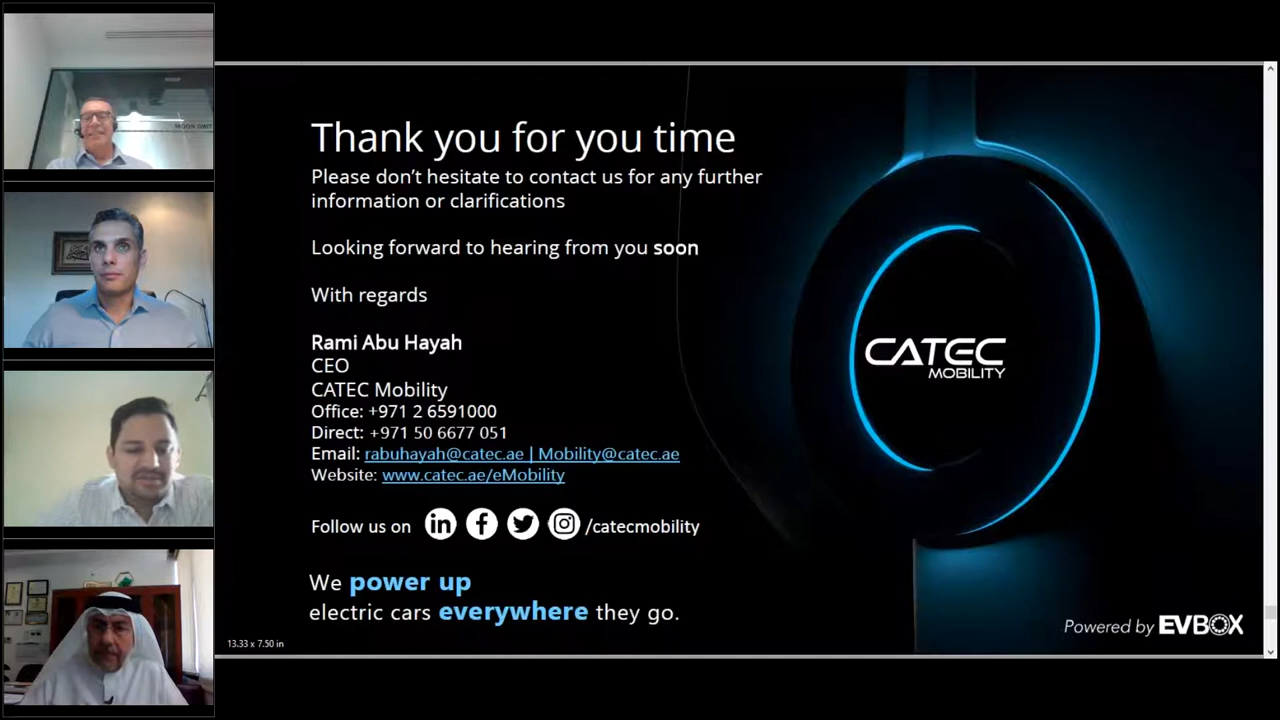 Thank you for you time
Please don't hesitate to contact us for any further
information or clarifications
Looking forward to hearing from you soon
With regards
Rami Abu Hayah
CEO
CATEC Mobility
Office: +971 2 6591000
Direct: +971 50 6677 051
Email: rabuhayah@catec.ae | Mobility@catec.ae
Website: www.catec.ae/eMobility
Follow us on in f /catecmobility
We power up
electric cars everywhere they go.
13.33 x 7.50 in
CATEC
MOBILITY
Powered by EVBOX